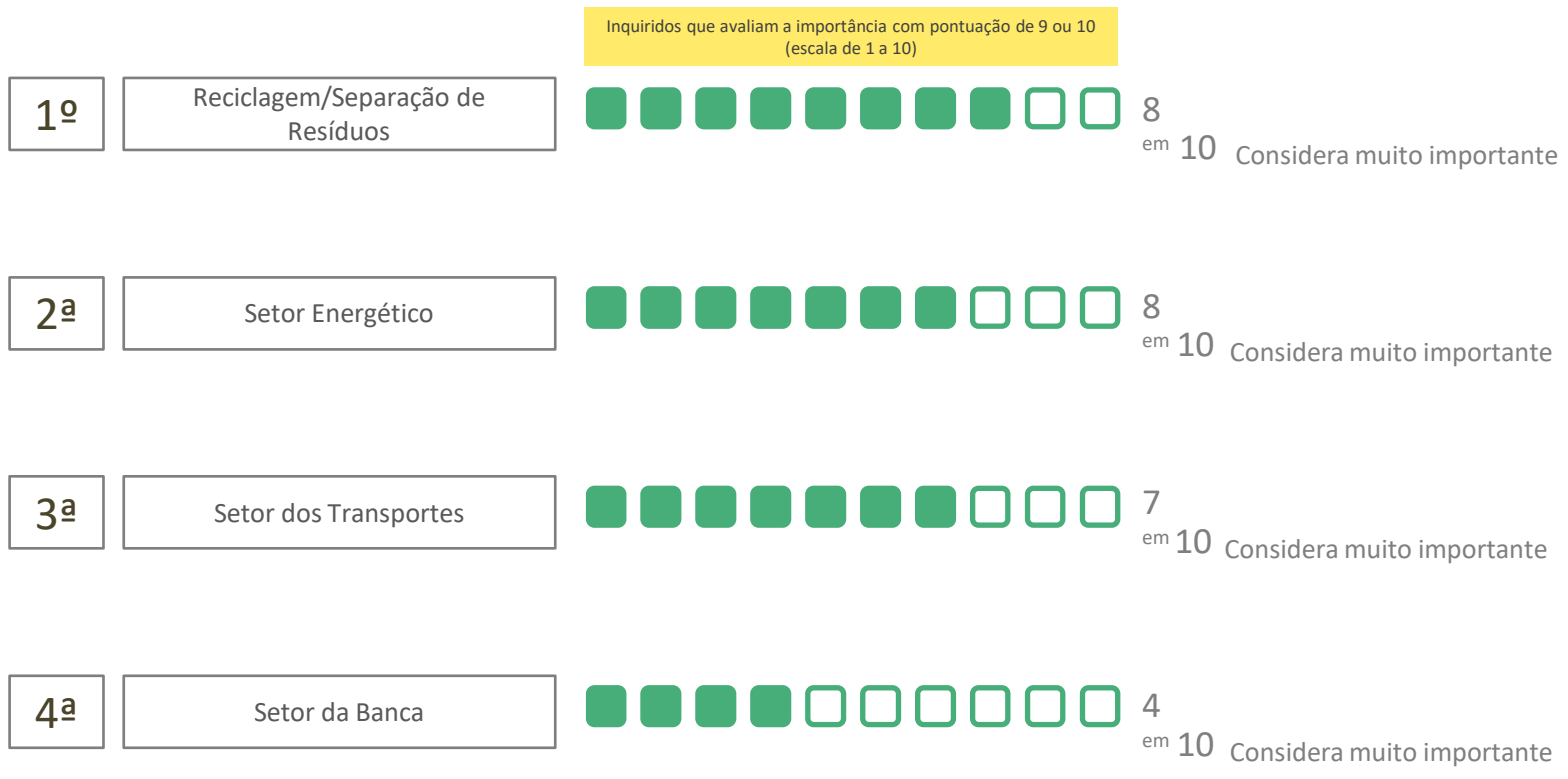 Inquiridos que avaliam a importância com pontuação de 9 ou 10
(escala de 1 a 10)
1º
Reciclagem/Separação de
Resíduos
8
em 10 Considera muito importante
2ª
Setor Energético
8
em 10 Considera muito importante
3ª
Setor dos Transportes
7
em 10 Considera muito importante
4ª
Setor da Banca
4
em 10 Considera muito importante